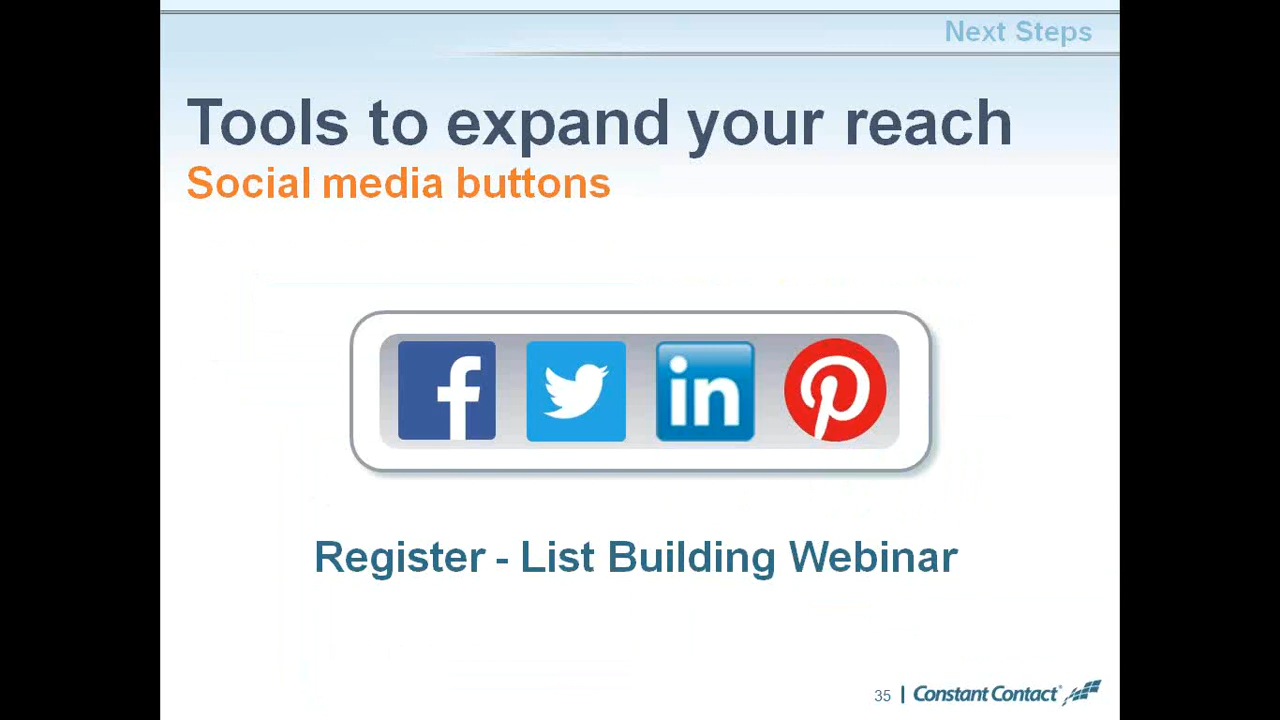 Next Steps
Tools to expand your reach
Social media buttons
f in p
Register - List Building Webinar
35 | Constant Contact®